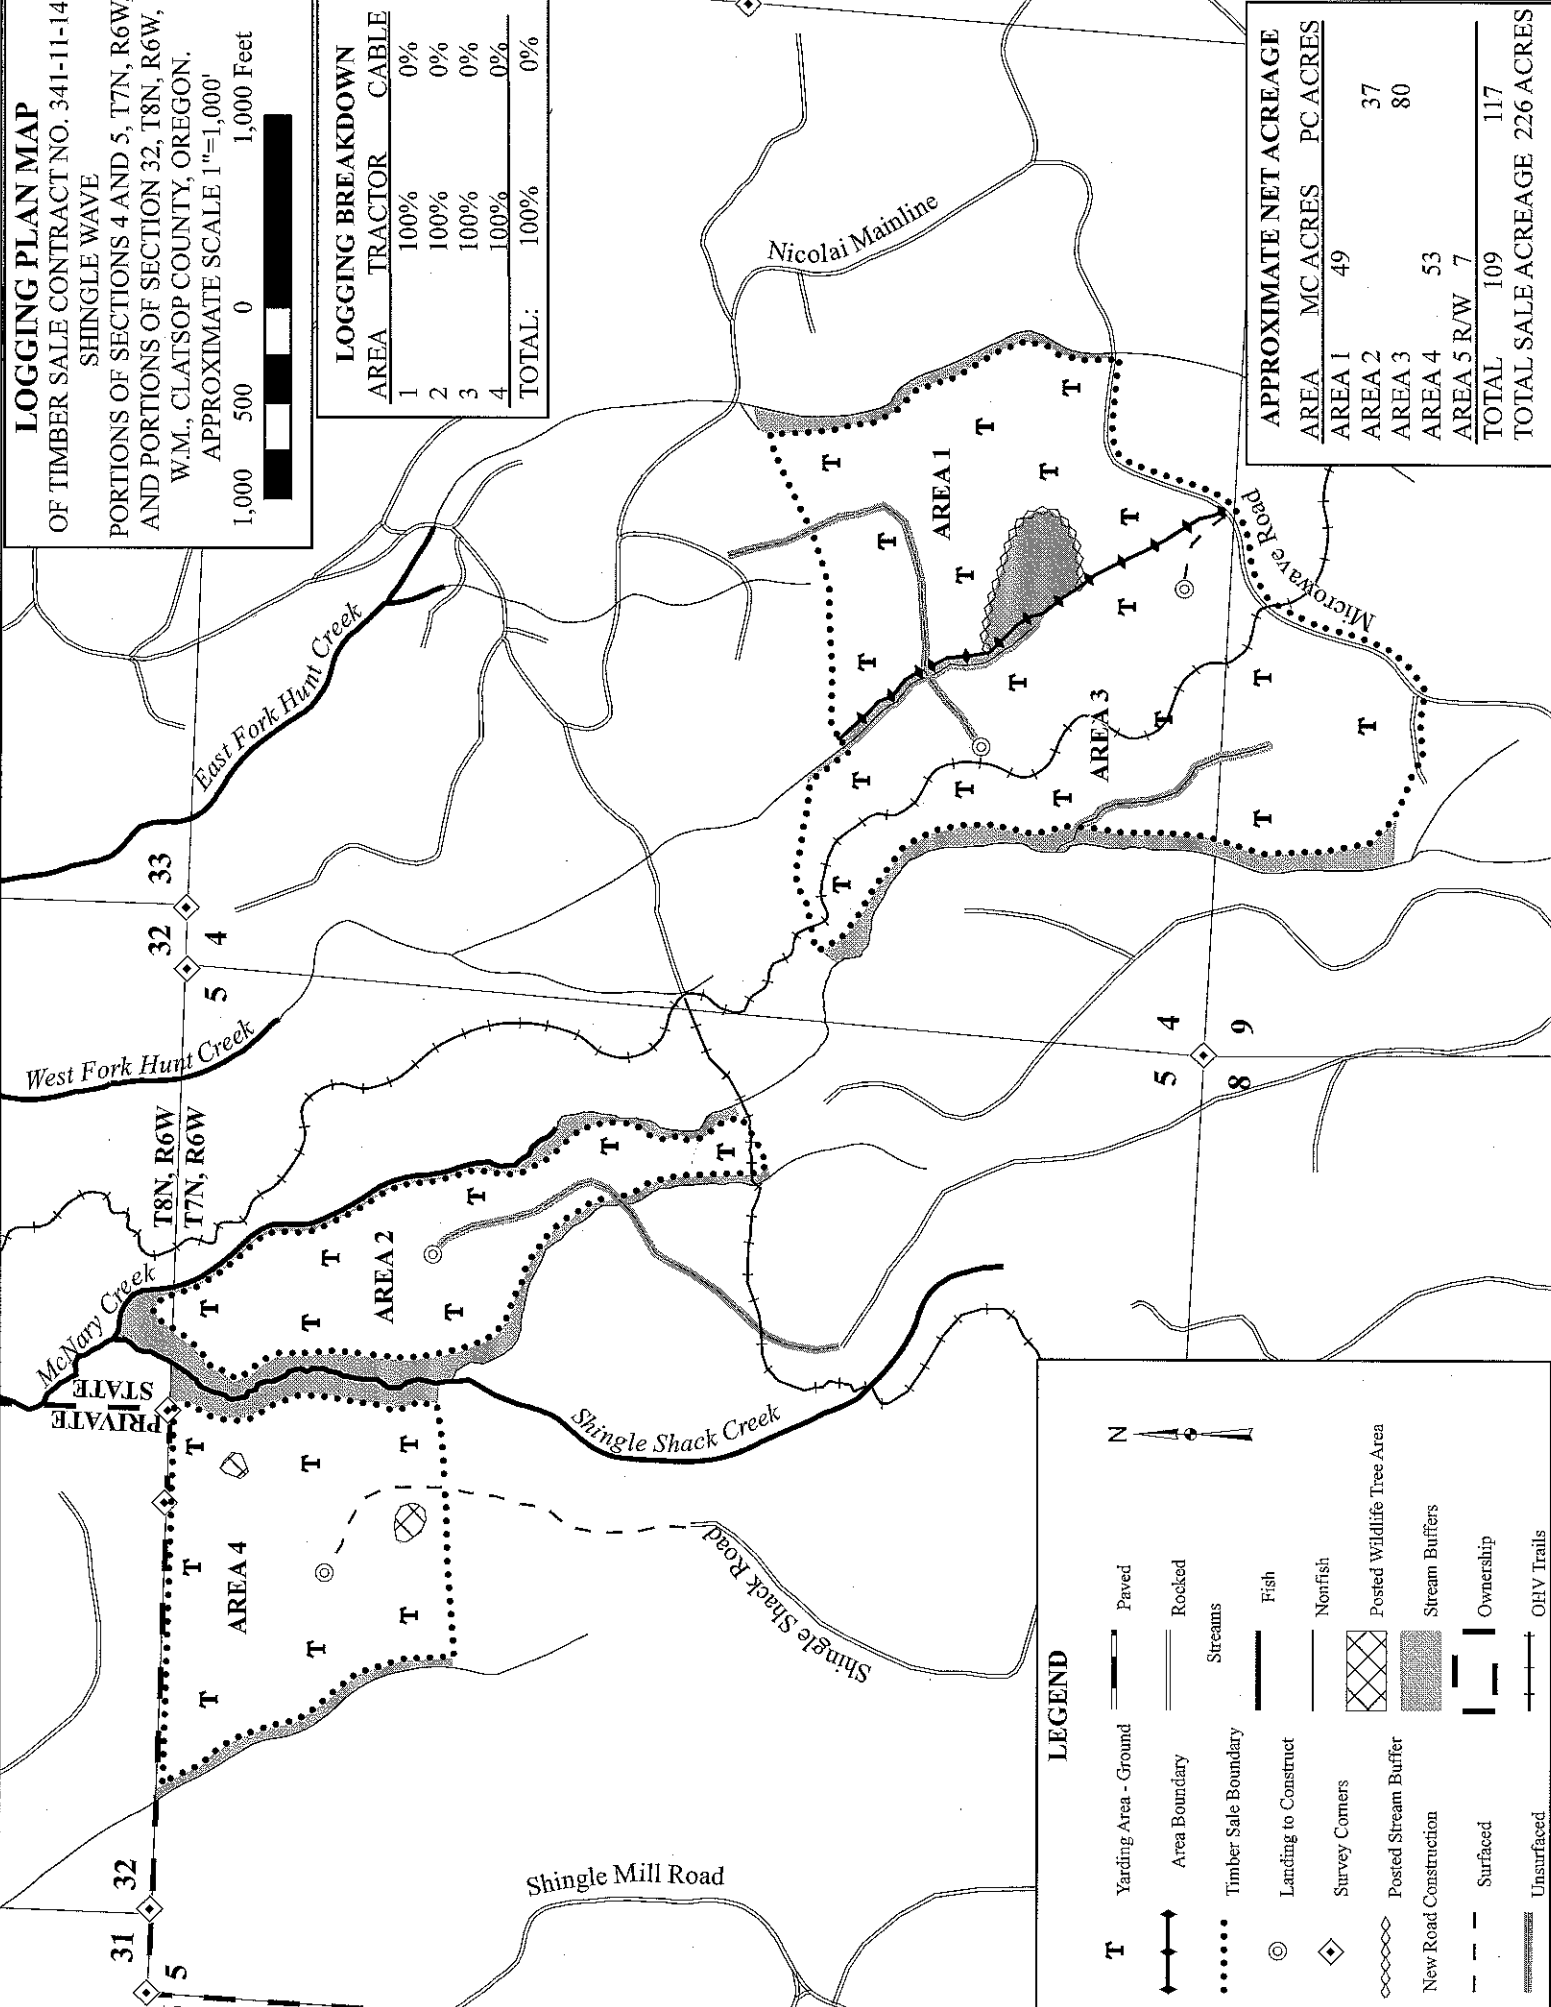 LOGGING PLAN MAP
OF TIMBER SALE CONTRACT NO. 341-11-14
SHINGLE WAVE
PORTIONS OF SECTIONS 4 AND 5, T7N, R6W,
AND PORTIONS OF SECTION 32, T8N, R6W,
W.M., CLATSOP COUNTY, OREGON.
APPROXIMATE SCALE 1"=1,000'
1,000 500 0 1,000 Feet
LOGGING BREAKDOWN
AREA TRACTOR CABLE
1 100% 0%
2 100% 0%
3 100% 0%
4 100% 0%
TOTAL: 100% 0%
APPROXIMATE NET ACREAGE
AREA MC ACRES PC ACRES
AREA 1 49
AREA 2 37
AREA 3 80
AREA 4 53
AREA 5 R/W 7
TOTAL 109 117
TOTAL SALE ACREAGE 226 ACRES
31 32
5
PRIVATE
STATE
McNary Creek
T8N, R6W
T7N, R6W
West Fork Hunt Creek
32 33
5 4
East Fork Hunt Creek
AREA 4
T T T T T T T T
AREA 2
T T T T T T T
Shingle Shack Creek
Shingle Shack Road
Shingle Mill Road
Nicolai Mainline
AREA 1
T T T T T T T T
AREA 3
T T T T T T T T T T
Microwave Road
5 4
8 9
LEGEND
T Yarding Area - Ground
Area Boundary
Timber Sale Boundary
Landing to Construct
Survey Corners
Posted Stream Buffer
New Road Construction
Surfaced
Unsurfaced
Paved
Rocked
Streams
Fish
Nonfish
Posted Wildlife Tree Area
Stream Buffers
Ownership
OHV Trails
N